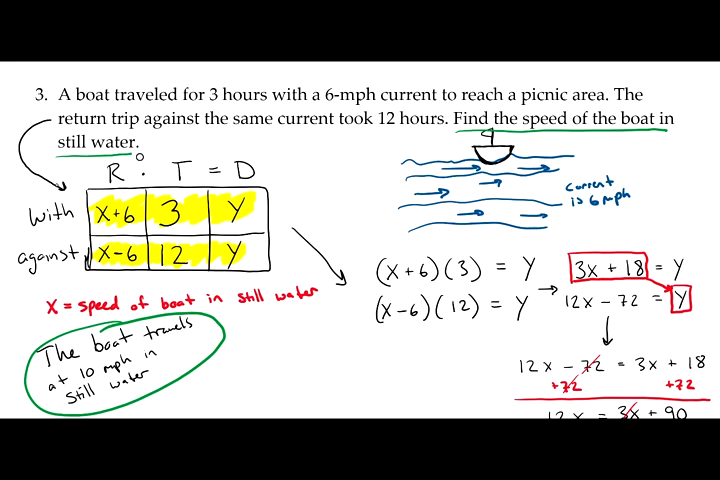 3. A boat traveled for 3 hours with a 6-mph current to reach a picnic area. The
return trip against the same current took 12 hours. Find the speed of the boat in
still water.
R · T = D
with x+6 3 y
against x-6 12 y
x = speed of boat in still water
The boat travels
at 10 mph in
still water
current
is 6 mph
(x+6)(3) = y
(x-6)(12) = y
3x + 18 = y
12x - 72 = y
12x - 72 = 3x + 18
+72 +72
12x = 3x + 90